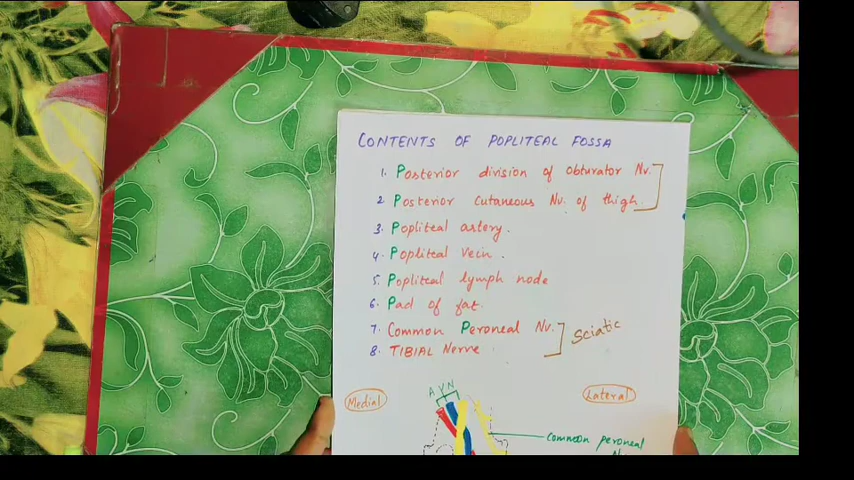 CONTENTS OF POPLITEAL FOSSA
1. Posterior division of obturator Nv.
2. Posterior Cutaneous Nv. of thigh.
3. Popliteal artery.
4. Popliteal vein.
5. Popliteal lymph node
6. Pad of fat.
7. Common Peroneal Nv.
8. TIBIAL Nerve
Sciatic
A V N
Medial
Lateral
Common peroneal